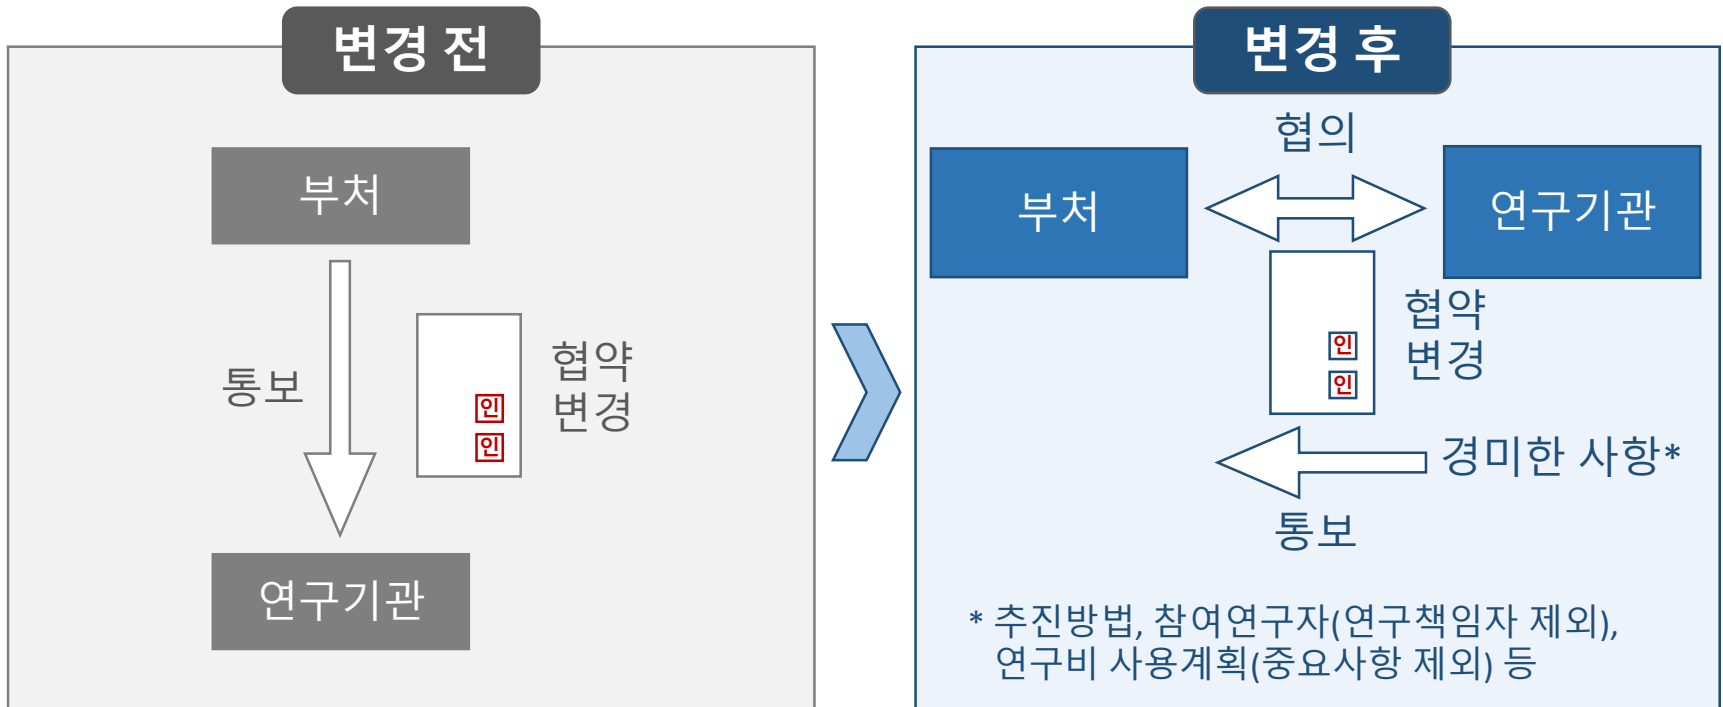 변경 전
부처
통보
협약
변경
인
인
연구기관
변경 후
협의
부처
연구기관
협약
변경
인
인
경미한 사항*
통보
* 추진방법, 참여연구자(연구책임자 제외),
연구비 사용계획(중요사항 제외) 등